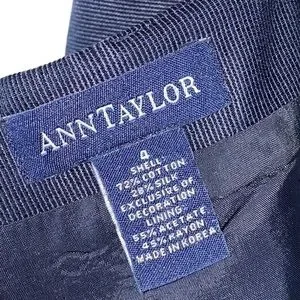 ANNTAYLOR
4
SHELL:
72% COTTON
28% SILK
EXCLUSIVE OF
DECORATION
LINING:
55% ACETATE
45% RAYON
MADE IN KOREA